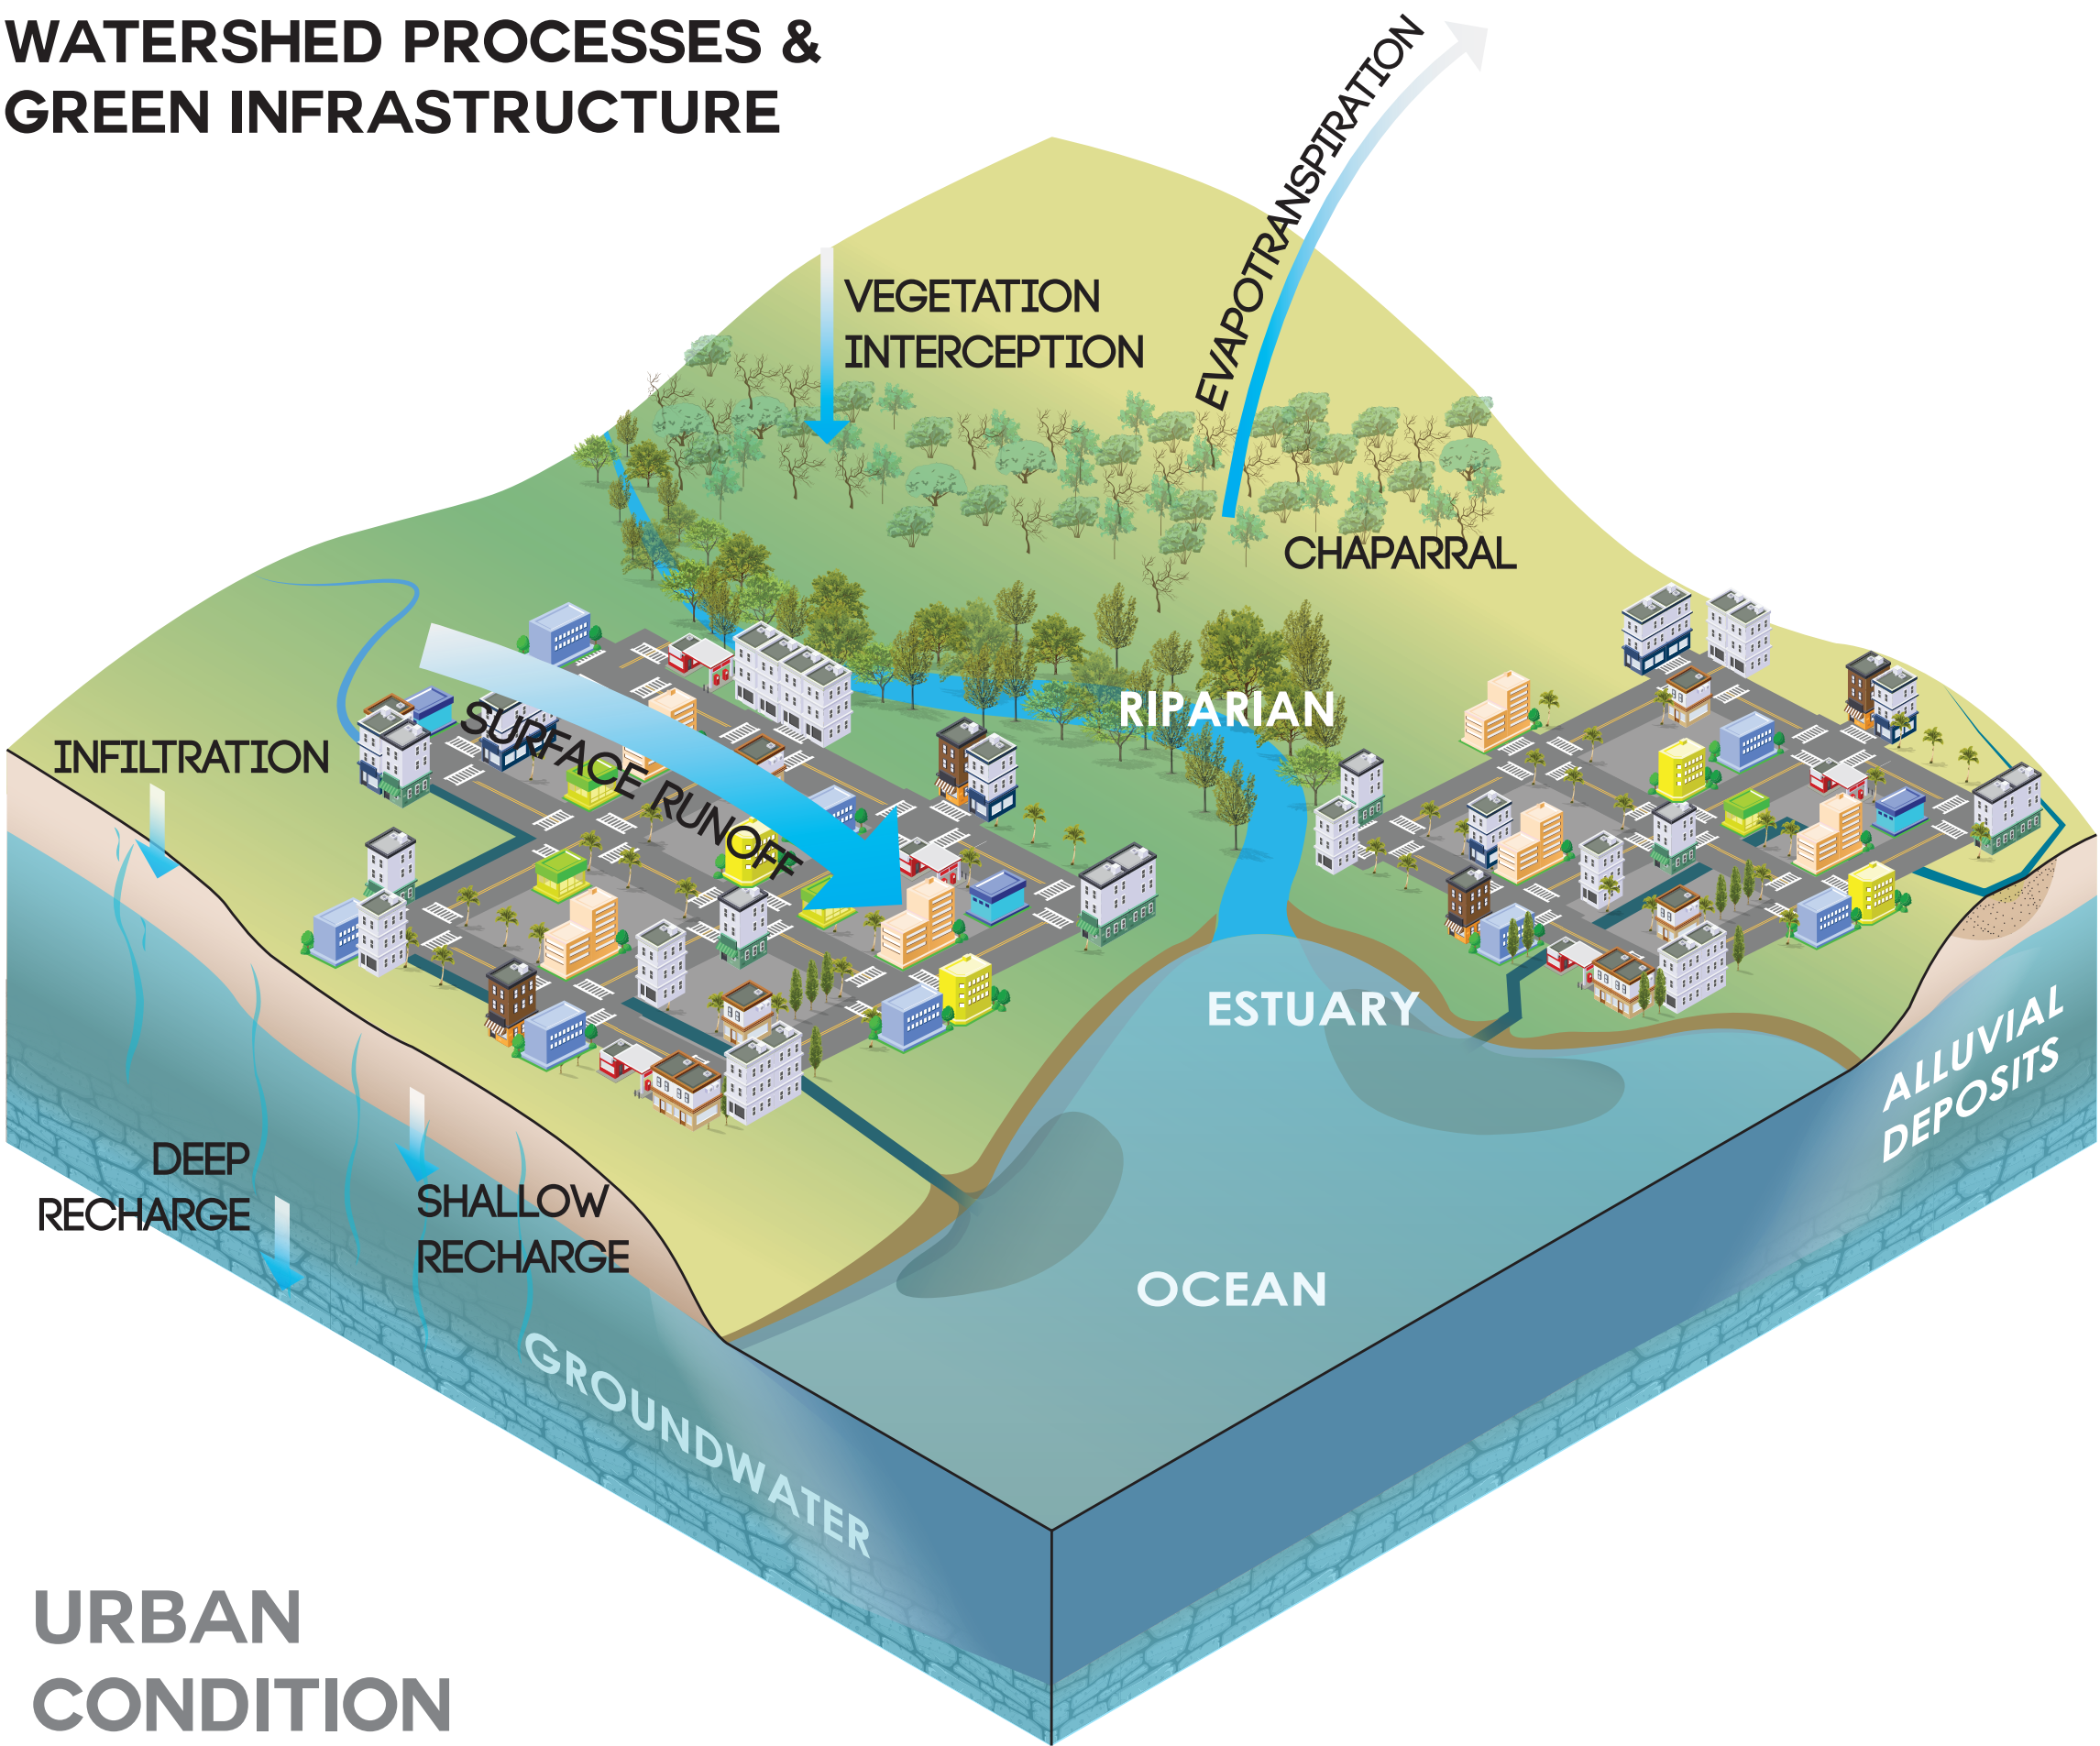 WATERSHED PROCESSES &
GREEN INFRASTRUCTURE
EVAPOTRANSPIRATION
VEGETATION
INTERCEPTION
CHAPARRAL
RIPARIAN
SURFACE RUNOFF
INFILTRATION
ESTUARY
ALLUVIAL
DEPOSITS
DEEP
RECHARGE
SHALLOW
RECHARGE
OCEAN
GROUNDWATER
URBAN
CONDITION